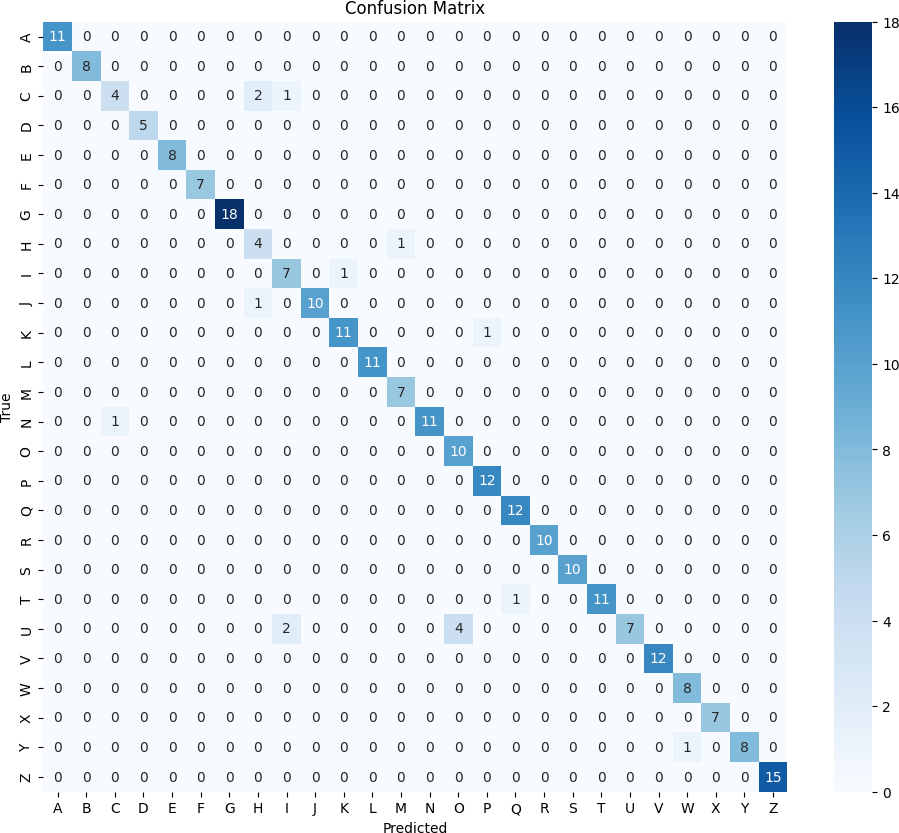 Confusion Matrix
A 11 0 0 0 0 0 0 0 0 0 0 0 0 0 0 0 0 0 0 0 0 0 0 0 0 0
B 0 8 0 0 0 0 0 0 0 0 0 0 0 0 0 0 0 0 0 0 0 0 0 0 0 0
C 0 0 4 0 0 0 0 2 1 0 0 0 0 0 0 0 0 0 0 0 0 0 0 0 0 0
D 0 0 0 5 0 0 0 0 0 0 0 0 0 0 0 0 0 0 0 0 0 0 0 0 0 0
E 0 0 0 0 8 0 0 0 0 0 0 0 0 0 0 0 0 0 0 0 0 0 0 0 0 0
F 0 0 0 0 0 7 0 0 0 0 0 0 0 0 0 0 0 0 0 0 0 0 0 0 0 0
G 0 0 0 0 0 0 18 0 0 0 0 0 0 0 0 0 0 0 0 0 0 0 0 0 0 0
H 0 0 0 0 0 0 0 4 0 0 0 0 1 0 0 0 0 0 0 0 0 0 0 0 0 0
I 0 0 0 0 0 0 0 0 7 0 1 0 0 0 0 0 0 0 0 0 0 0 0 0 0 0
J 0 0 0 0 0 0 0 1 0 10 0 0 0 0 0 0 0 0 0 0 0 0 0 0 0 0
K 0 0 0 0 0 0 0 0 0 0 11 0 0 0 0 1 0 0 0 0 0 0 0 0 0 0
L 0 0 0 0 0 0 0 0 0 0 0 11 0 0 0 0 0 0 0 0 0 0 0 0 0 0
M 0 0 0 0 0 0 0 0 0 0 0 0 7 0 0 0 0 0 0 0 0 0 0 0 0 0
N 0 0 1 0 0 0 0 0 0 0 0 0 0 11 0 0 0 0 0 0 0 0 0 0 0 0
O 0 0 0 0 0 0 0 0 0 0 0 0 0 0 10 0 0 0 0 0 0 0 0 0 0 0
P 0 0 0 0 0 0 0 0 0 0 0 0 0 0 0 12 0 0 0 0 0 0 0 0 0 0
Q 0 0 0 0 0 0 0 0 0 0 0 0 0 0 0 0 12 0 0 0 0 0 0 0 0 0
R 0 0 0 0 0 0 0 0 0 0 0 0 0 0 0 0 0 10 0 0 0 0 0 0 0 0
S 0 0 0 0 0 0 0 0 0 0 0 0 0 0 0 0 0 0 10 0 0 0 0 0 0 0
T 0 0 0 0 0 0 0 0 0 0 0 0 0 0 0 0 1 0 0 11 0 0 0 0 0 0
U 0 0 0 0 0 0 0 0 2 0 0 0 0 0 4 0 0 0 0 0 7 0 0 0 0 0
V 0 0 0 0 0 0 0 0 0 0 0 0 0 0 0 0 0 0 0 0 0 12 0 0 0 0
W 0 0 0 0 0 0 0 0 0 0 0 0 0 0 0 0 0 0 0 0 0 0 8 0 0 0
X 0 0 0 0 0 0 0 0 0 0 0 0 0 0 0 0 0 0 0 0 0 0 0 7 0 0
Y 0 0 0 0 0 0 0 0 0 0 0 0 0 0 0 0 0 0 0 0 0 0 1 0 8 0
Z 0 0 0 0 0 0 0 0 0 0 0 0 0 0 0 0 0 0 0 0 0 0 0 0 0 15
A B C D E F G H I J K L M N O P Q R S T U V W X Y Z
Predicted
True
18
16
14
12
10
8
6
4
2
0